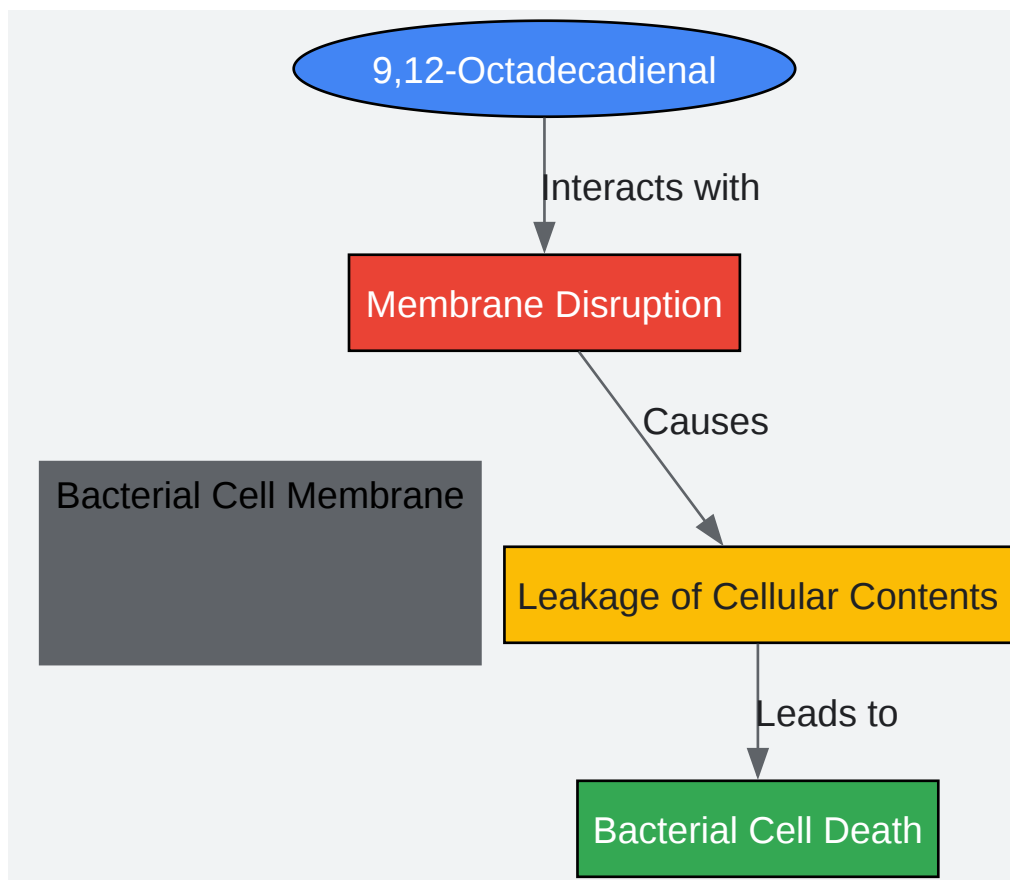 9,12-Octadecadienal
Interacts with
Membrane Disruption
Causes
Bacterial Cell Membrane
Leakage of Cellular Contents
Leads to
Bacterial Cell Death